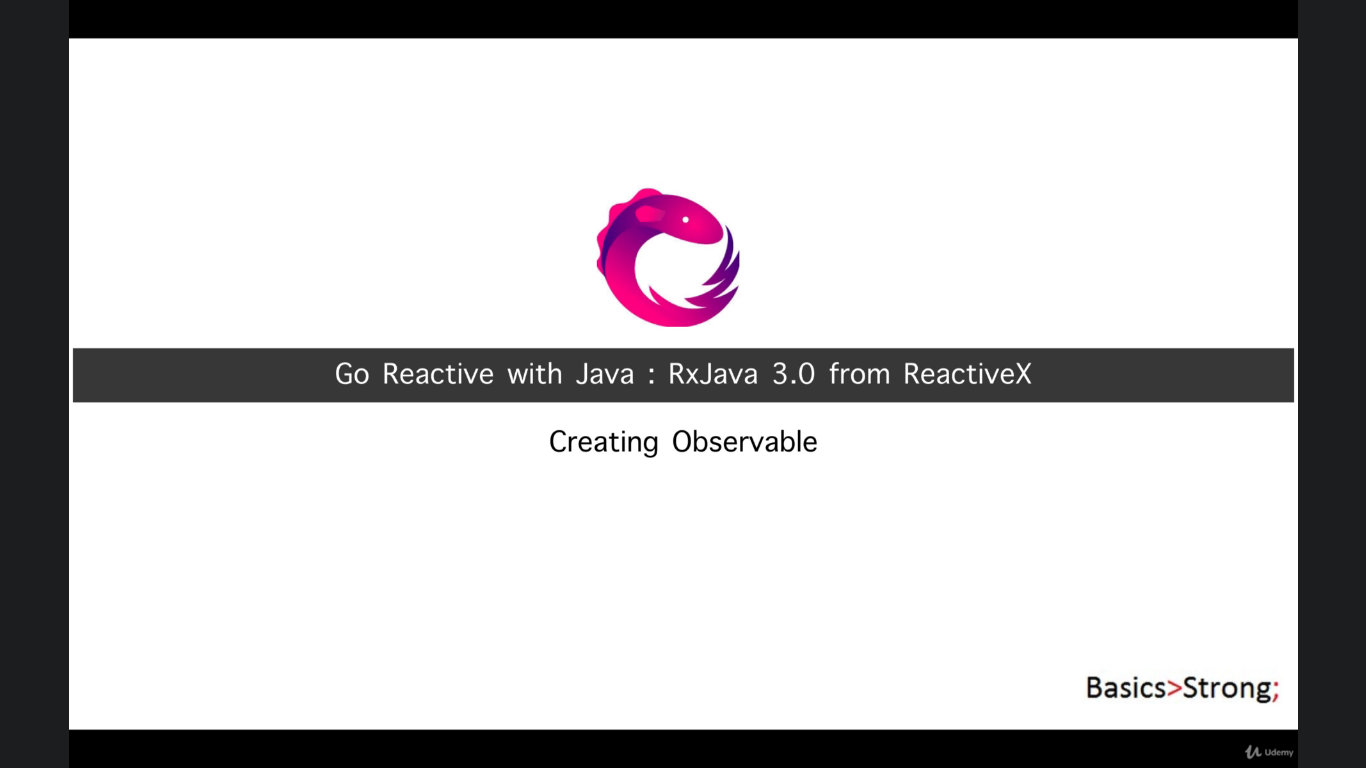 Go Reactive with Java : RxJava 3.0 from ReactiveX
Creating Observable
Basics>Strong;
Udemy